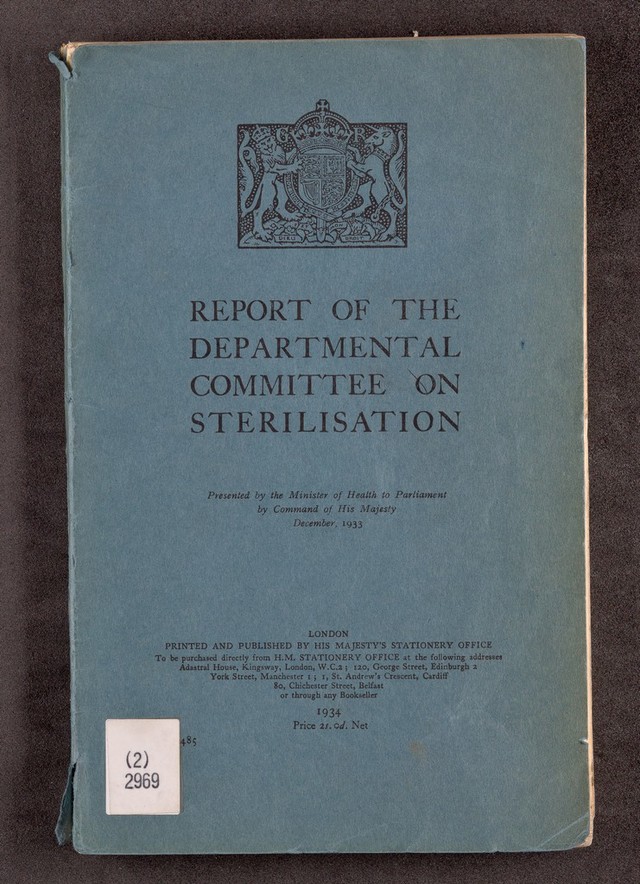 G R
DIEU
DROIT
REPORT OF THE
DEPARTMENTAL
COMMITTEE ON
STERILISATION
Presented by the Minister of Health to Parliament
by Command of His Majesty
December, 1933
LONDON
PRINTED AND PUBLISHED BY HIS MAJESTY'S STATIONERY OFFICE
To be purchased directly from H.M. STATIONERY OFFICE at the following addresses
Adastral House, Kingsway, London, W.C.2; 120, George Street, Edinburgh 2
York Street, Manchester 1; 1, St. Andrew's Crescent, Cardiff
80, Chichester Street, Belfast
or through any Bookseller
1934
Price 2s. 0d. Net
485
(2)
2969